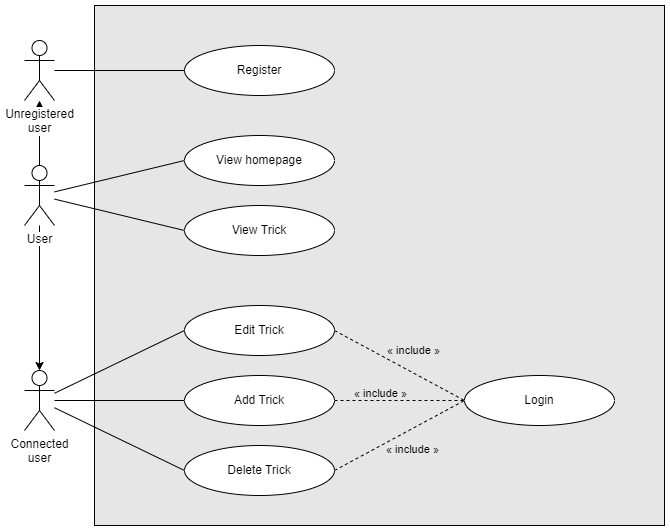 Register
Unregistered
user
View homepage
View Trick
User
Edit Trick
« include »
Add Trick
« include »
Login
Connected
user
Delete Trick
« include »